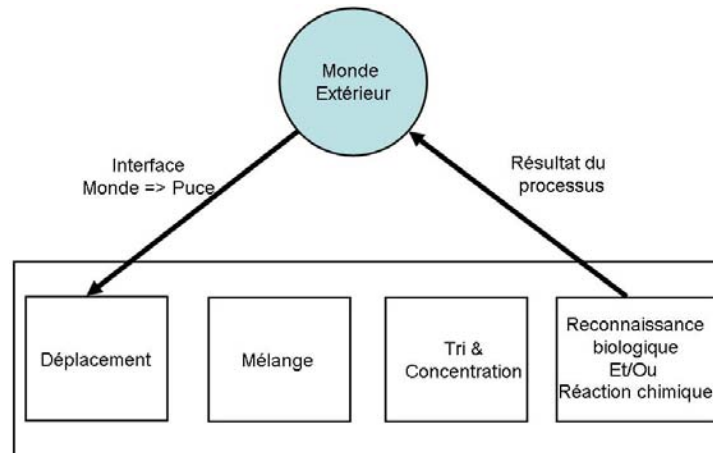 Monde
Extérieur
Interface
Monde => Puce
Résultat du
processus
Déplacement
Mélange
Tri &
Concentration
Reconnaissance
biologique
Et/Ou
Réaction chimique